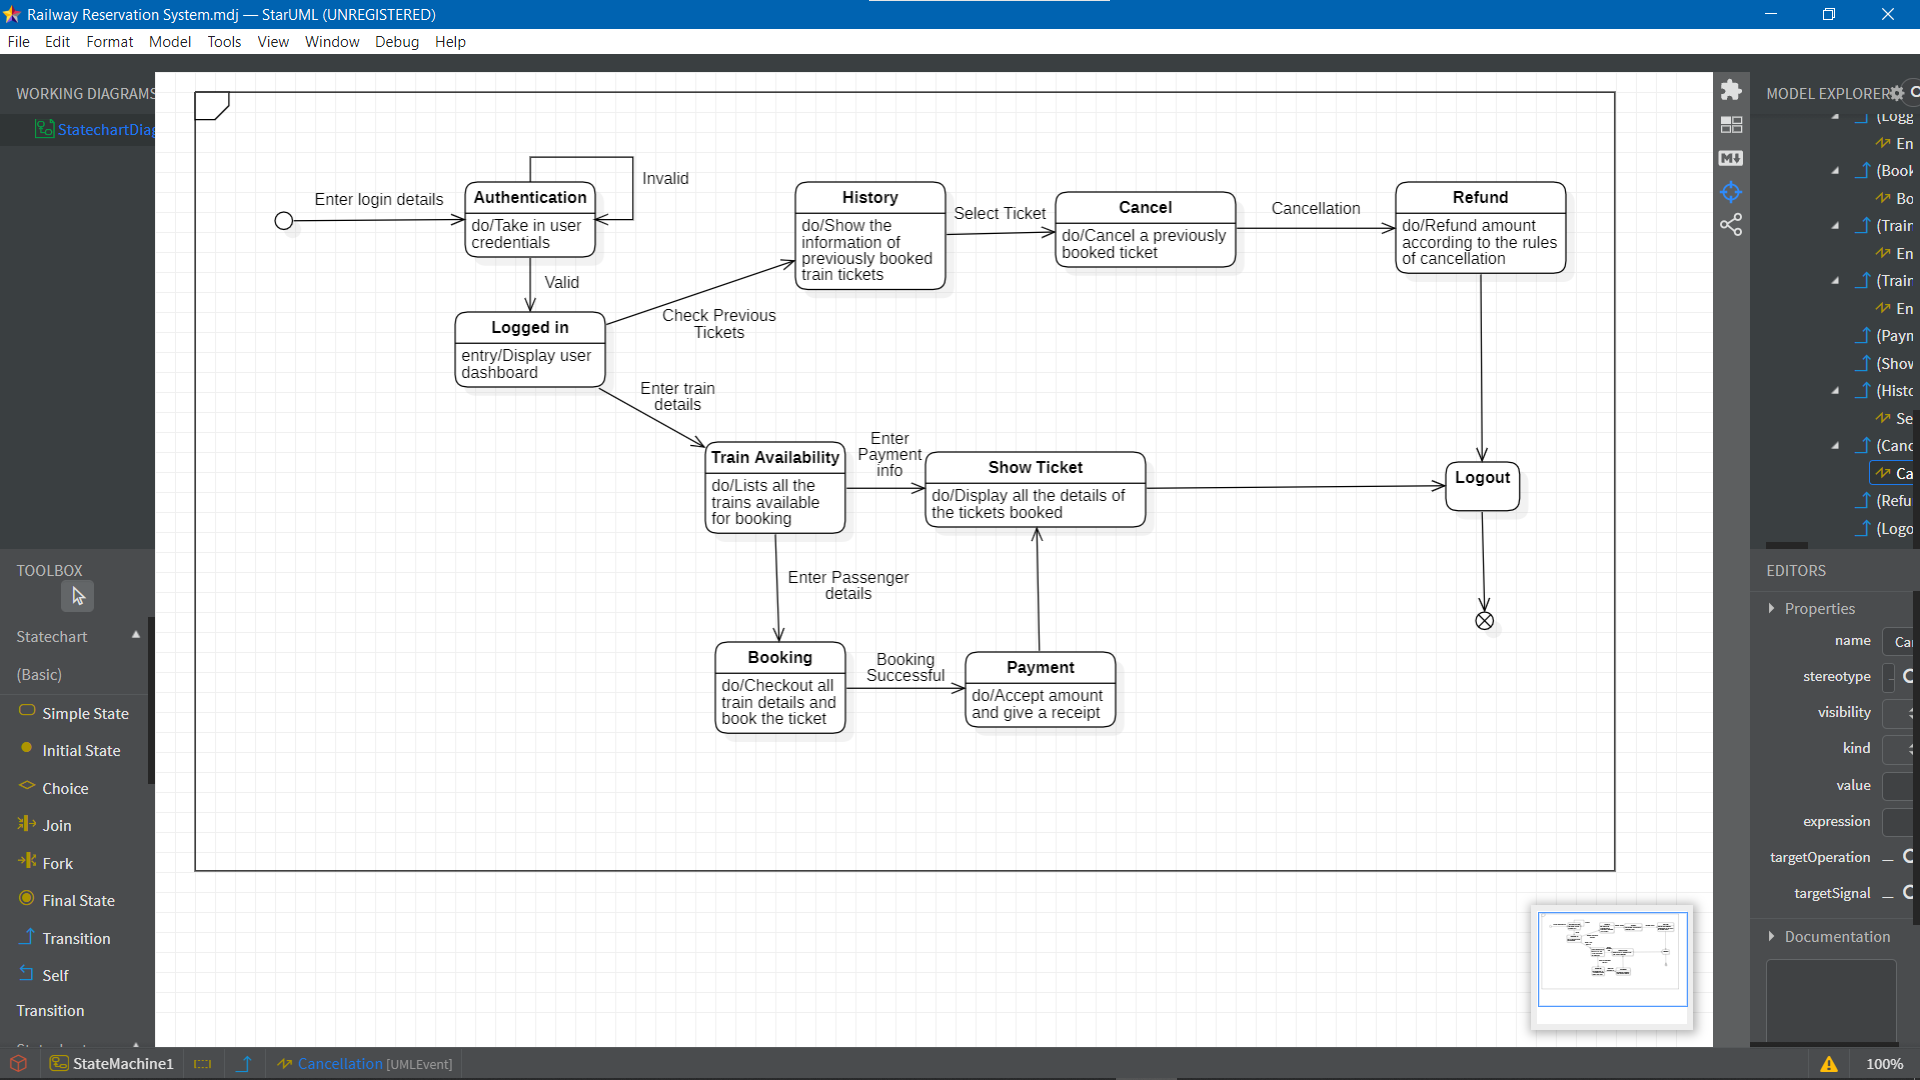 Railway Reservation System.mdj — StarUML (UNREGISTERED)
File Edit Format Model Tools View Window Debug Help
WORKING DIAGRAMS
StatechartDiag
Enter login details
Authentication
do/Take in user
credentials
Invalid
Valid
Logged in
entry/Display user
dashboard
Check Previous
Tickets
History
do/Show the
information of
previously booked
train tickets
Select Ticket
Cancel
do/Cancel a previously
booked ticket
Cancellation
Refund
do/Refund amount
according to the rules
of cancellation
Enter train
details
Train Availability
do/Lists all the
trains available
for booking
Enter
Payment
info
Show Ticket
do/Display all the details of
the tickets booked
Logout
Enter Passenger
details
Booking
do/Checkout all
train details and
book the ticket
Booking
Successful
Payment
do/Accept amount
and give a receipt
TOOLBOX
Statechart
(Basic)
Simple State
Initial State
Choice
Join
Fork
Final State
Transition
Self
Transition
MODEL EXPLORER
(Logg
En
(Book
Bo
(Train
En
(Train
En
(Payn
(Show
(Histo
Se
(Canc
Ca
(Refu
(Logo
EDITORS
Properties
name Ca
stereotype
visibility
kind
value
expression
targetOperation —
targetSignal —
Documentation
StateMachine1
Cancellation [UMLEvent]
100%